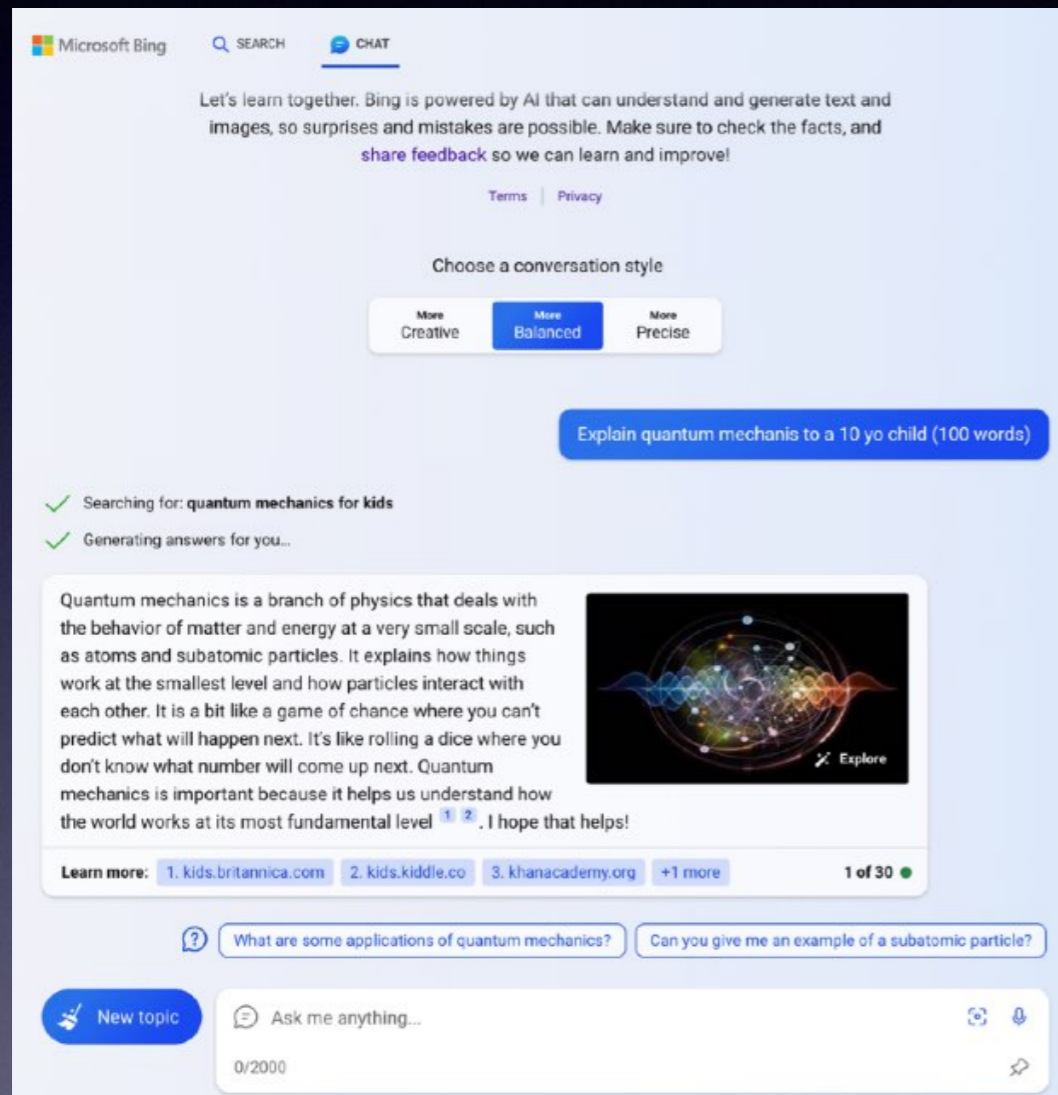 Microsoft Bing SEARCH CHAT
Let's learn together. Bing is powered by AI that can understand and generate text and
images, so surprises and mistakes are possible. Make sure to check the facts, and
share feedback so we can learn and improve!
Terms | Privacy
Choose a conversation style
More Creative
More Balanced
More Precise
Explain quantum mechanis to a 10 yo child (100 words)
Searching for: quantum mechanics for kids
Generating answers for you...
Quantum mechanics is a branch of physics that deals with
the behavior of matter and energy at a very small scale, such
as atoms and subatomic particles. It explains how things
work at the smallest level and how particles interact with
each other. It is a bit like a game of chance where you can't
predict what will happen next. It's like rolling a dice where you
don't know what number will come up next. Quantum
mechanics is important because it helps us understand how
the world works at its most fundamental level 1 2 . I hope that helps!
Explore
Learn more: 1. kids.britannica.com 2. kids.kiddle.co 3. khanacademy.org +1 more 1 of 30
What are some applications of quantum mechanics? Can you give me an example of a subatomic particle?
New topic
Ask me anything...
0/2000